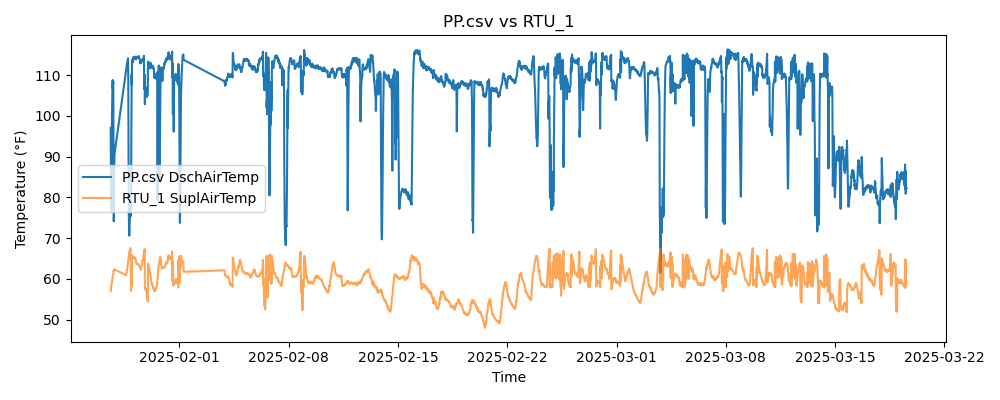 PP.csv vs RTU_1
Temperature (°F)
110
100
90
80
70
60
50
PP.csv DschAirTemp
RTU_1 SuplAirTemp
2025-02-01 2025-02-08 2025-02-15 2025-02-22 2025-03-01 2025-03-08 2025-03-15 2025-03-22
Time